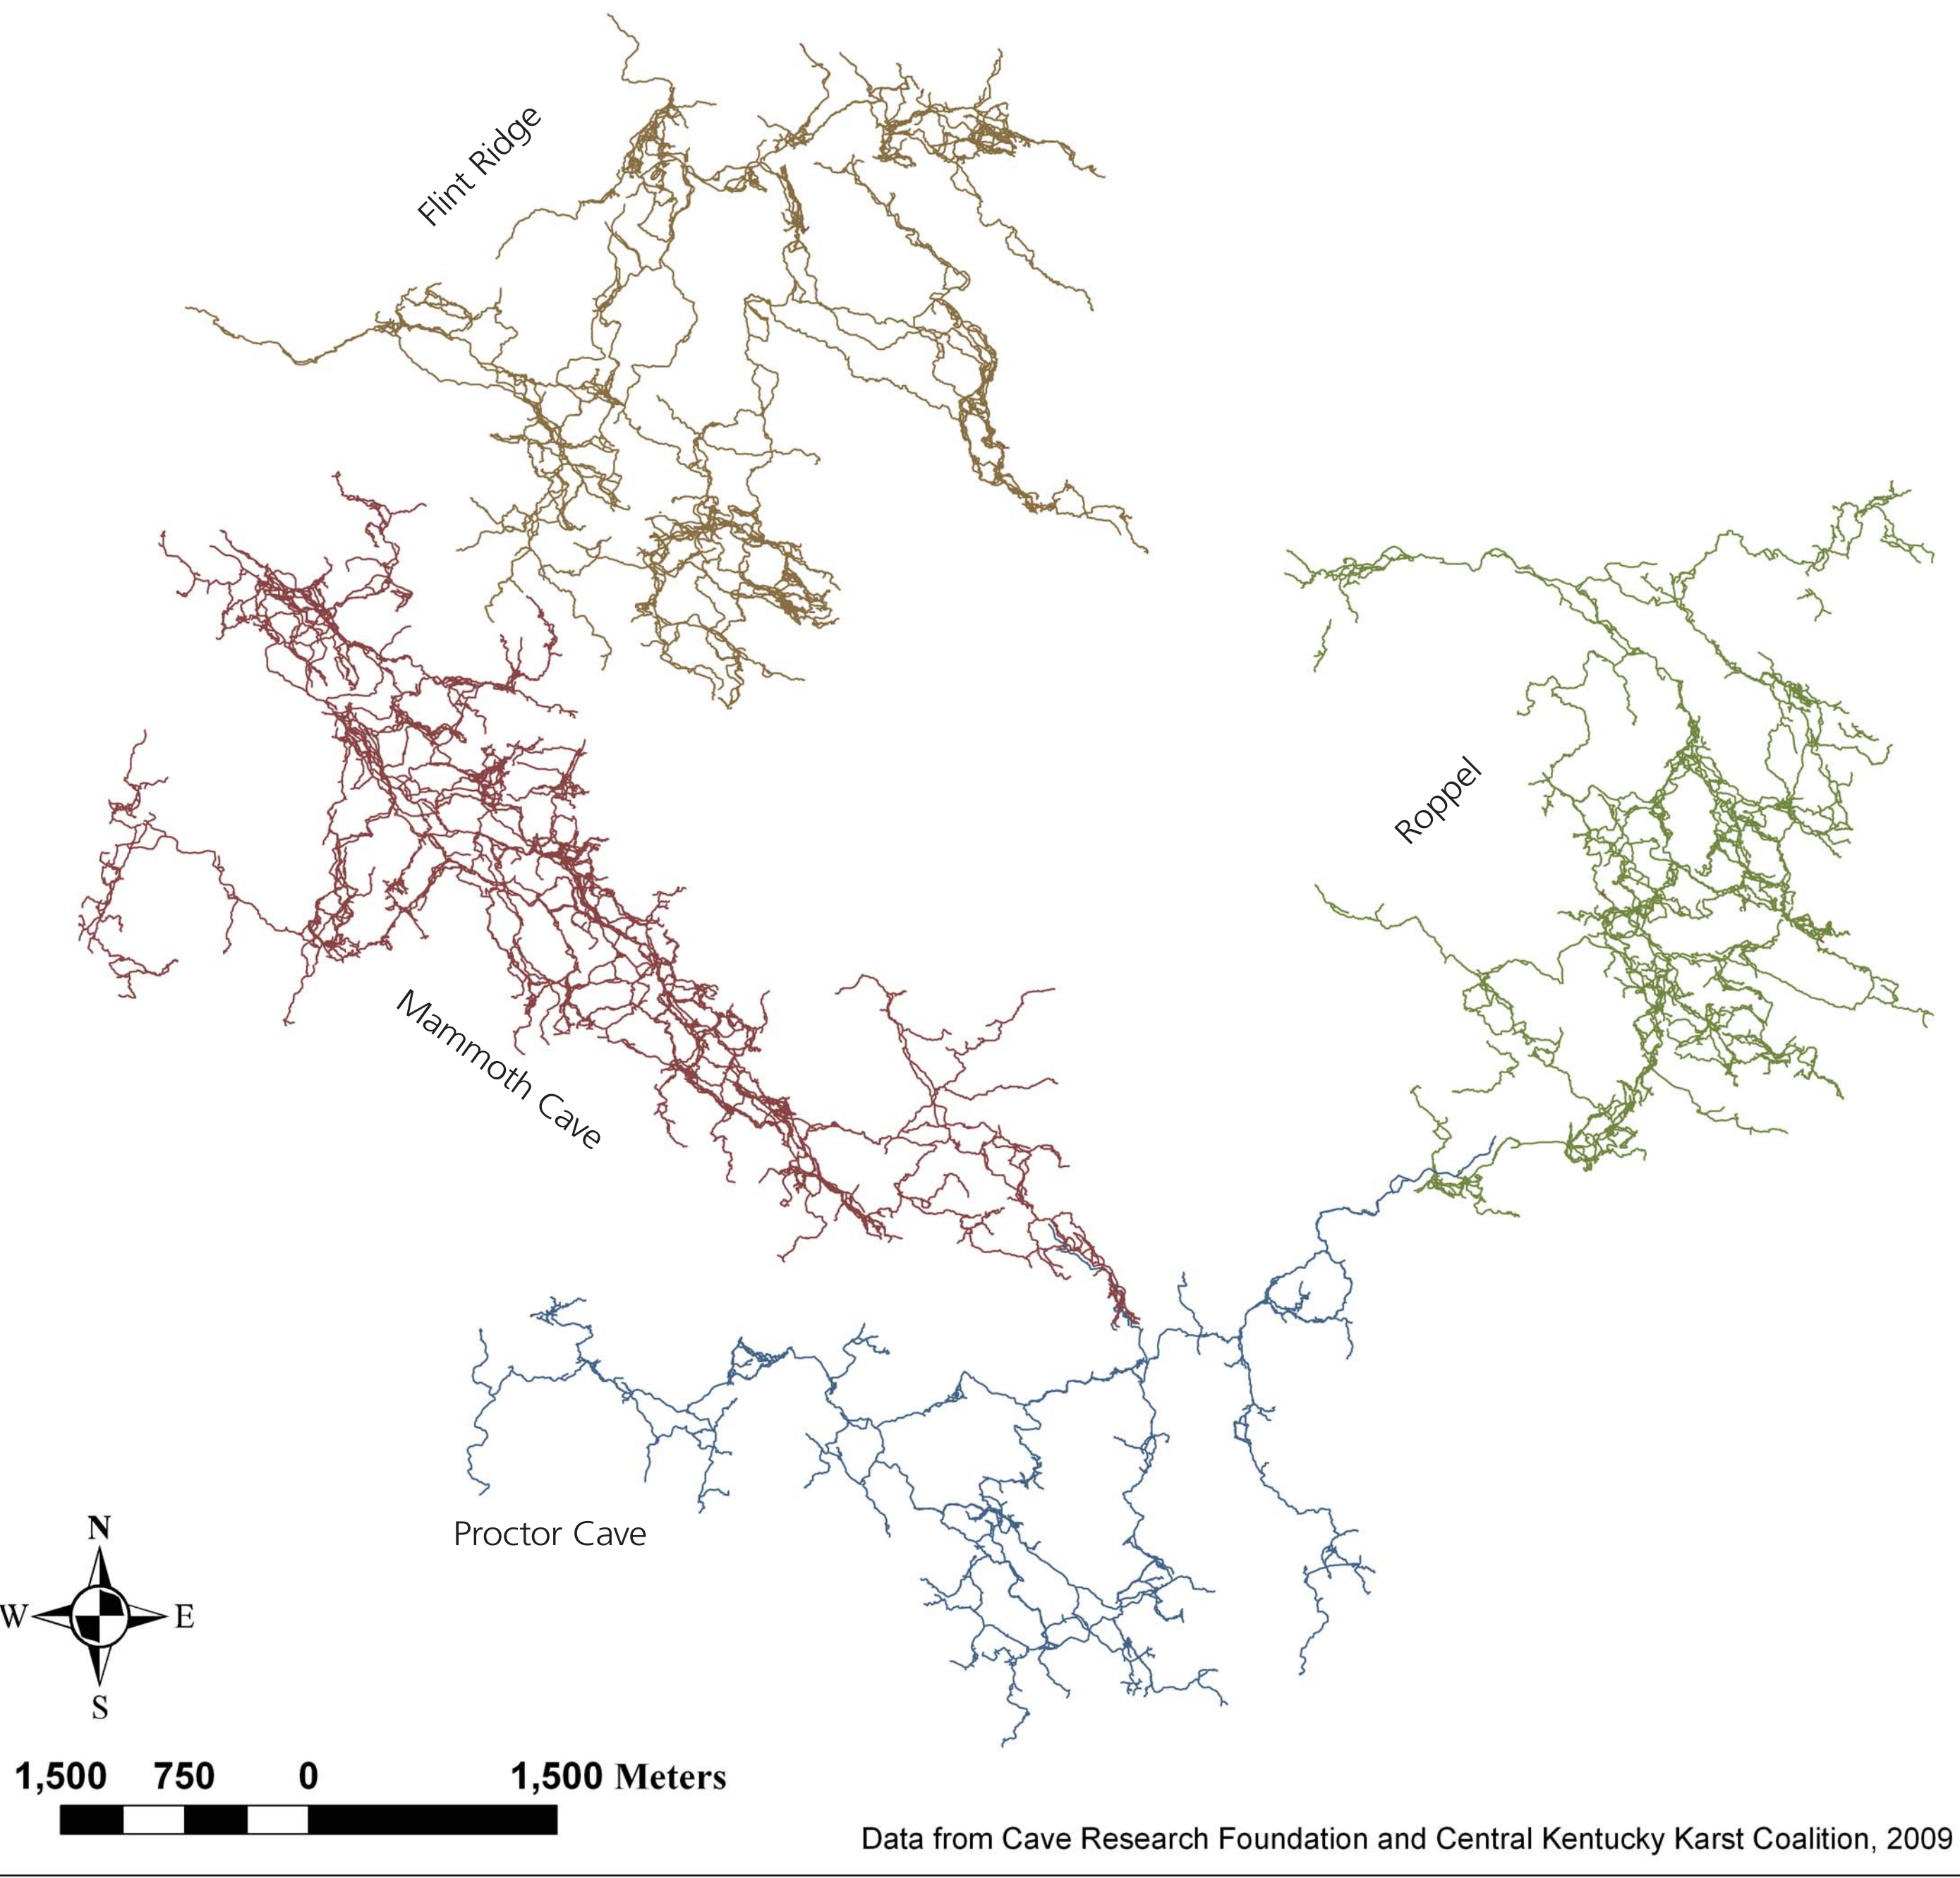 Flint Ridge
Roppel
Mammoth Cave
Proctor Cave
N
W E
S
1,500 750 0 1,500 Meters
Data from Cave Research Foundation and Central Kentucky Karst Coalition, 2009